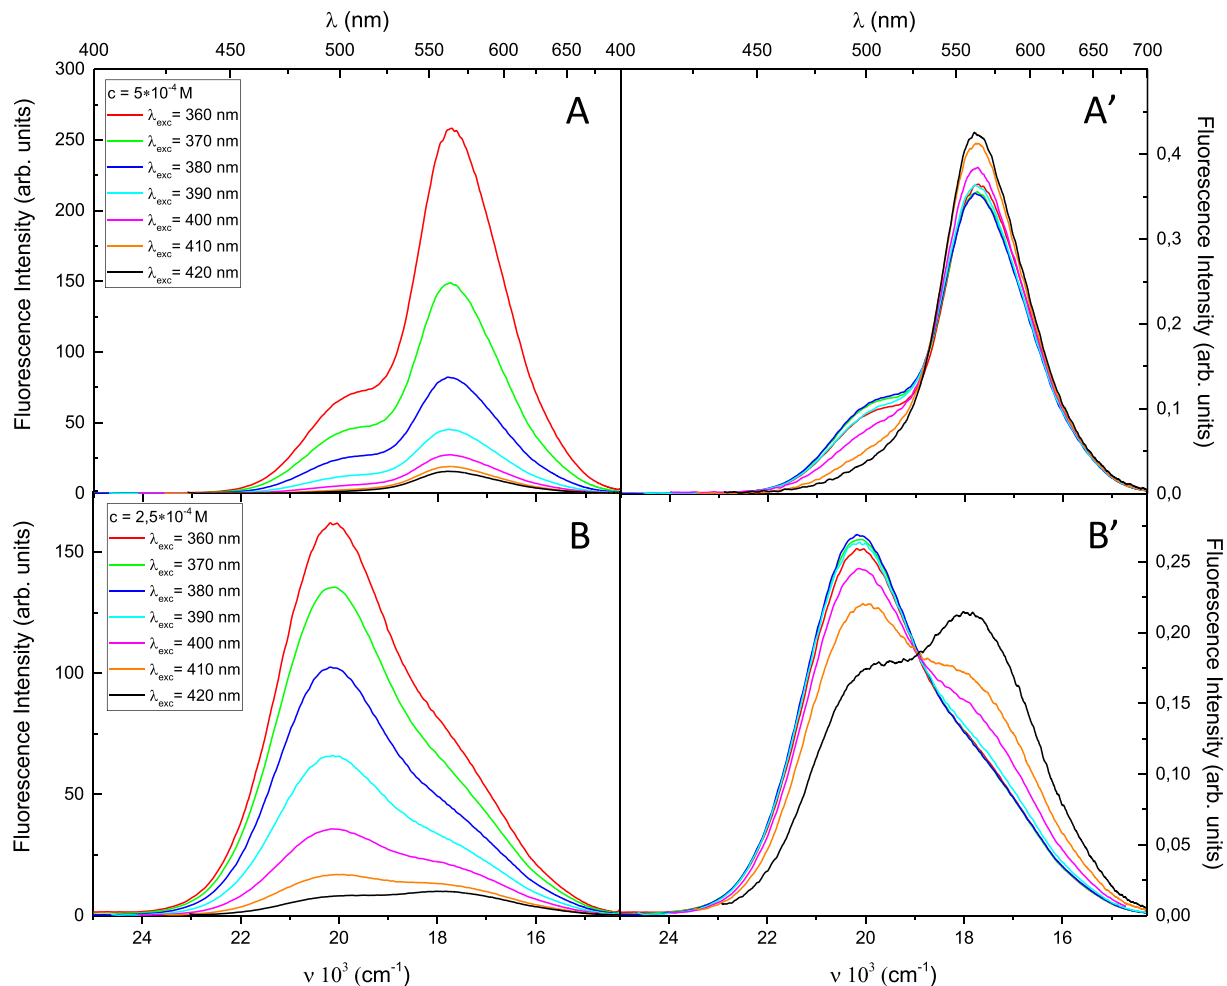 λ (nm)
λ (nm)
400 450 500 550 600 650 400 450 500 550 600 650 700
300
250
200
150
100
50
0
Fluorescence Intensity (arb. units)
c = 5∗10⁻⁴ M
λexc= 360 nm
λexc= 370 nm
λexc= 380 nm
λexc= 390 nm
λexc= 400 nm
λexc= 410 nm
λexc= 420 nm
A
A’
0,4
0,3
0,2
0,1
0,0
Fluorescence Intensity (arb. units)
150
100
50
0
Fluorescence Intensity (arb. units)
c = 2,5∗10⁻⁴ M
λexc= 360 nm
λexc= 370 nm
λexc= 380 nm
λexc= 390 nm
λexc= 400 nm
λexc= 410 nm
λexc= 420 nm
B
B’
0,25
0,20
0,15
0,10
0,05
0,00
Fluorescence Intensity (arb. units)
24 22 20 18 16 24 22 20 18 16
ν 10³ (cm⁻¹)
ν 10³ (cm⁻¹)